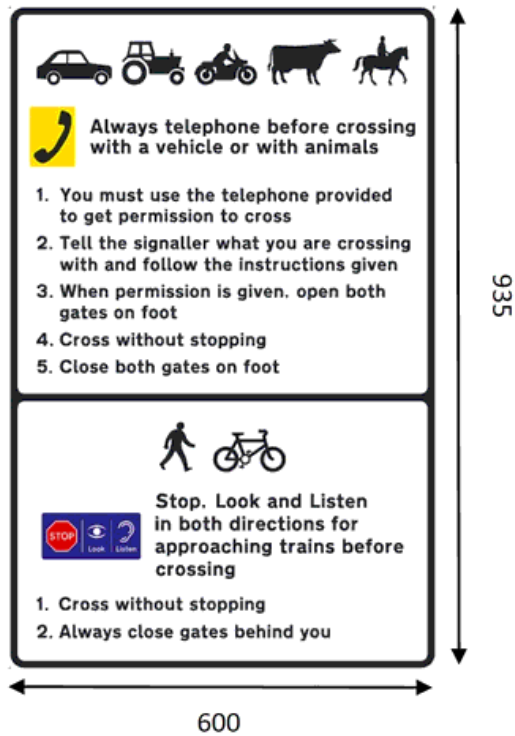 Always telephone before crossing
with a vehicle or with animals
1. You must use the telephone provided
to get permission to cross
2. Tell the signaller what you are crossing
with and follow the instructions given
3. When permission is given. open both
gates on foot
4. Cross without stopping
5. Close both gates on foot
Stop. Look and Listen
in both directions for
approaching trains before
crossing
STOP
Look
Listen
1. Cross without stopping
2. Always close gates behind you
935
600